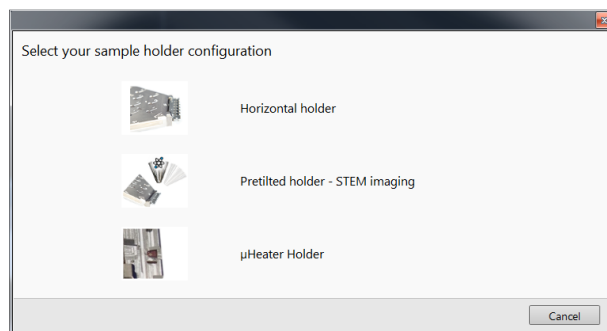 Select your sample holder configuration
Horizontal holder
Pretilted holder - STEM imaging
µHeater Holder
Cancel